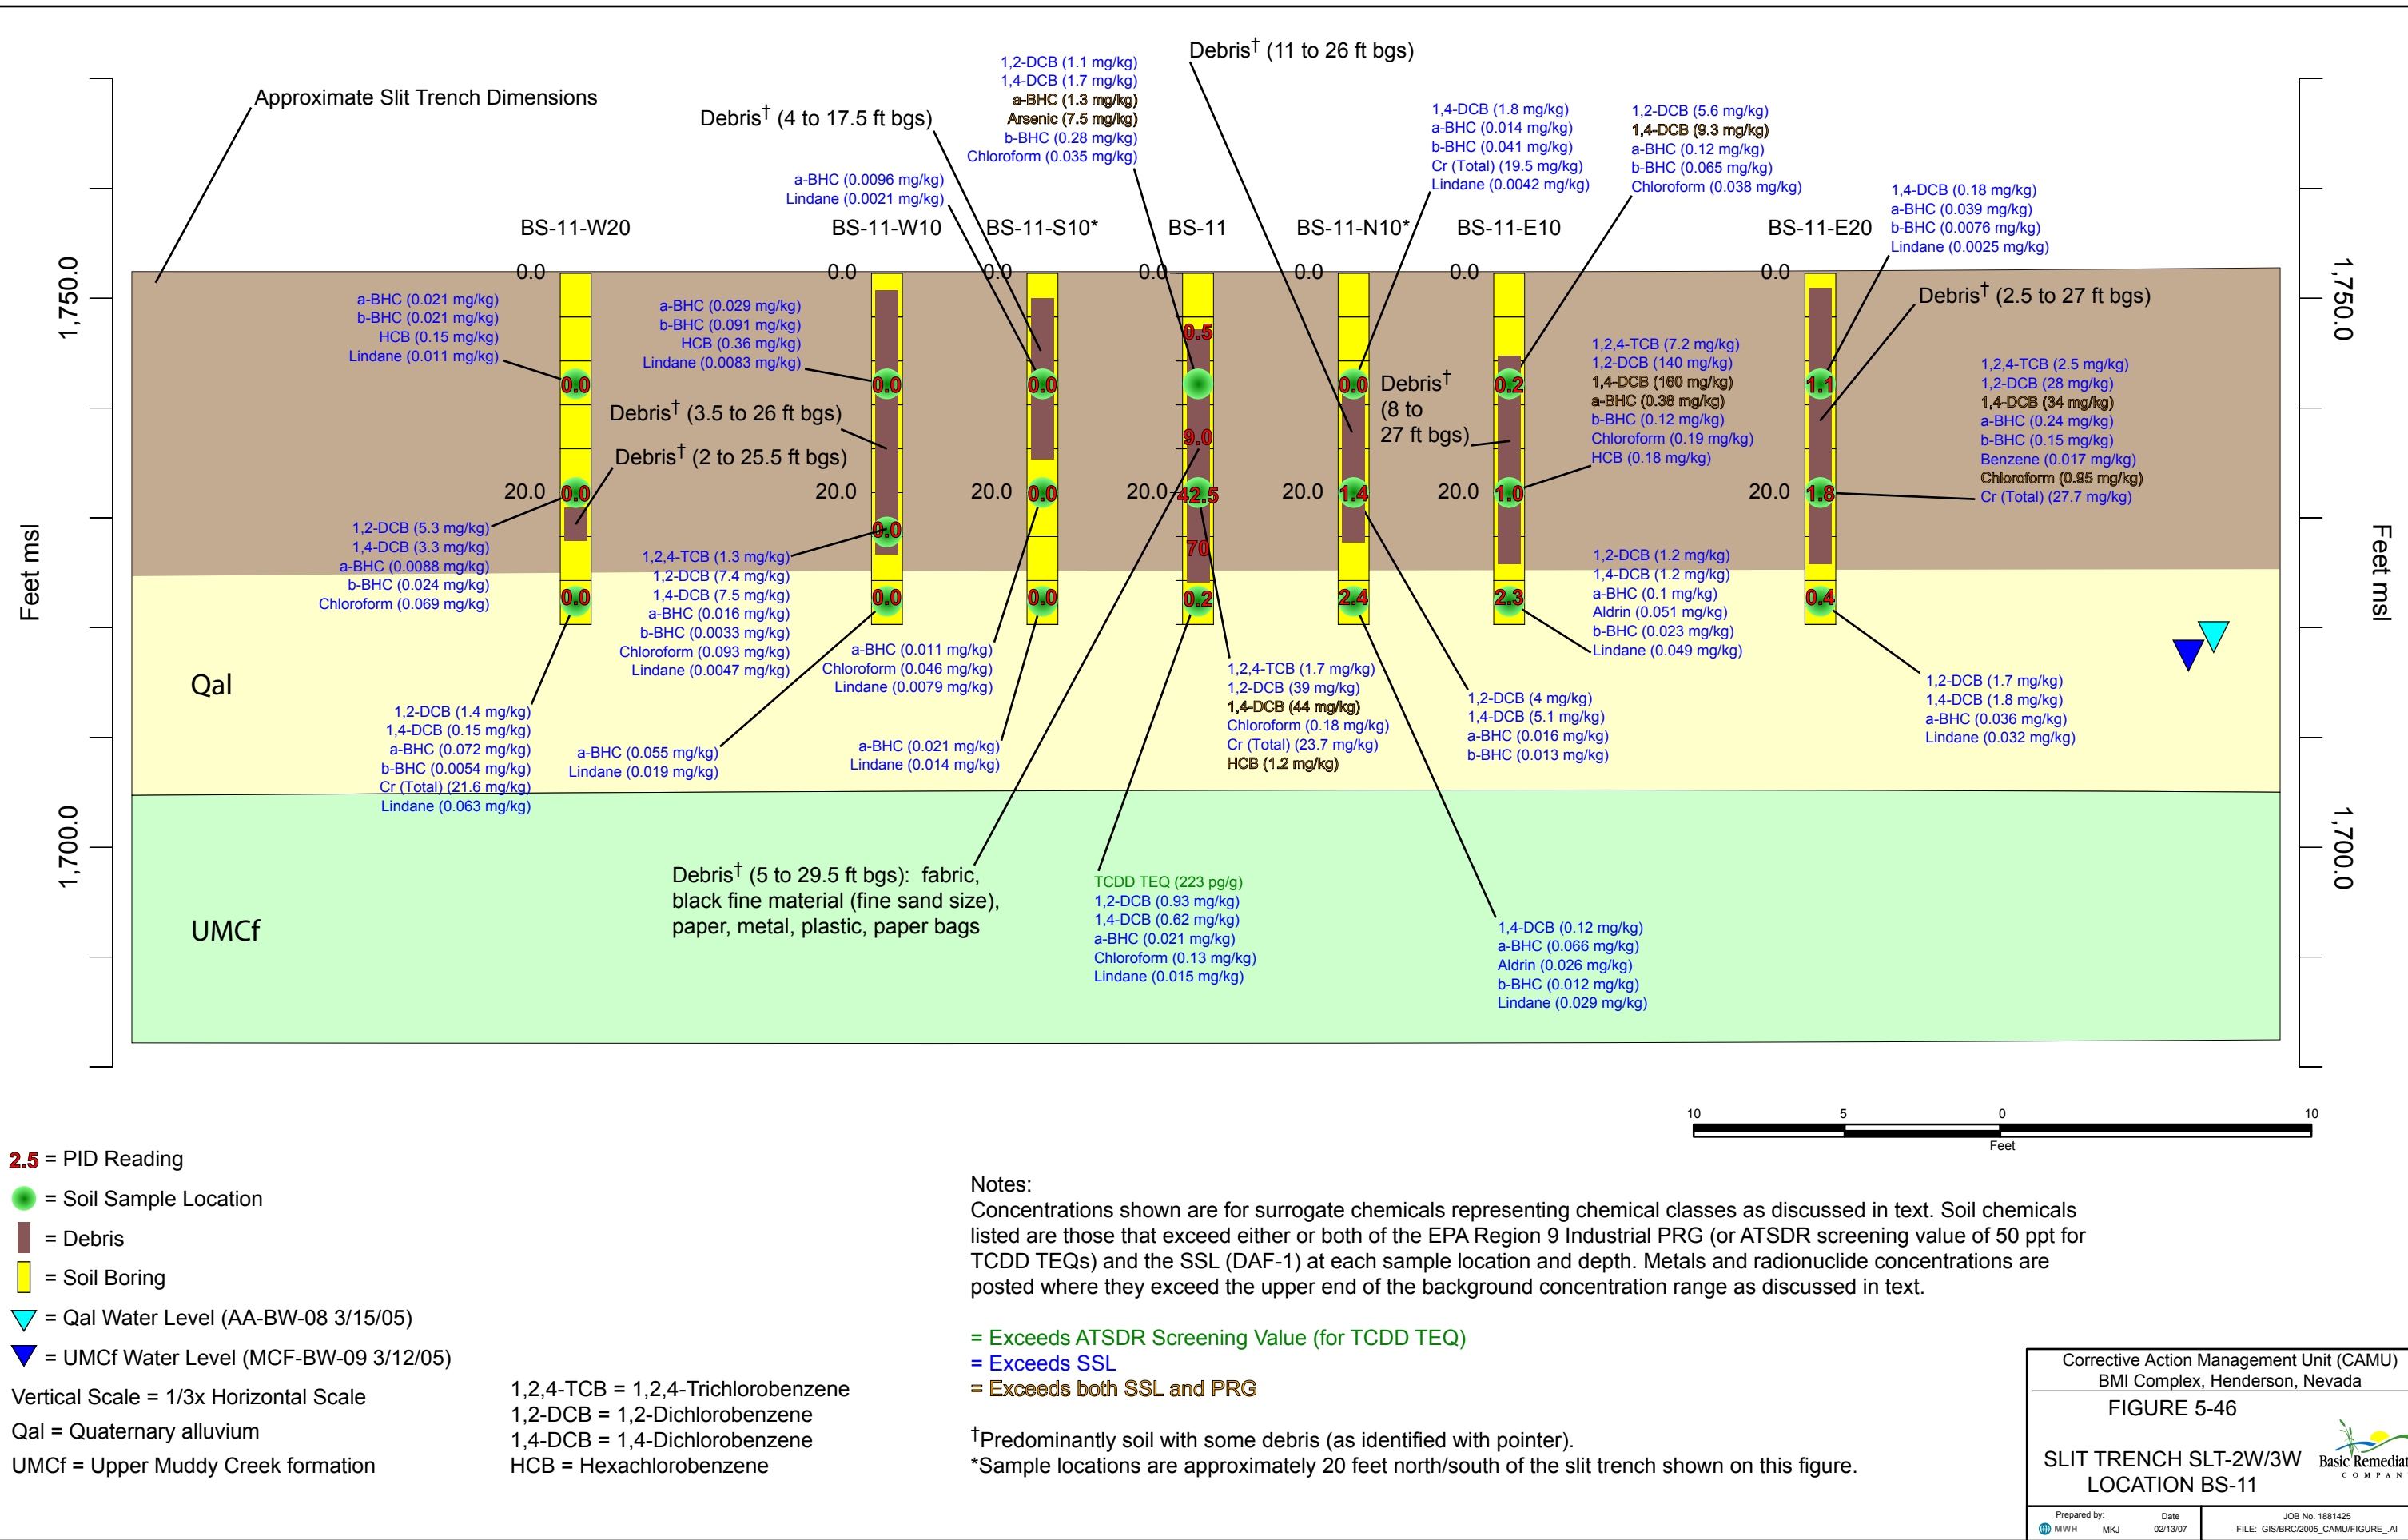 Debris† (11 to 26 ft bgs)
1,2-DCB (1.1 mg/kg)
1,4-DCB (1.7 mg/kg)
a-BHC (1.3 mg/kg)
Arsenic (7.5 mg/kg)
b-BHC (0.28 mg/kg)
Chloroform (0.035 mg/kg)
Approximate Slit Trench Dimensions
Debris† (4 to 17.5 ft bgs)
a-BHC (0.0096 mg/kg)
Lindane (0.0021 mg/kg)
1,4-DCB (1.8 mg/kg)
a-BHC (0.014 mg/kg)
b-BHC (0.041 mg/kg)
Cr (Total) (19.5 mg/kg)
Lindane (0.0042 mg/kg)
1,2-DCB (5.6 mg/kg)
1,4-DCB (9.3 mg/kg)
a-BHC (0.12 mg/kg)
b-BHC (0.065 mg/kg)
Chloroform (0.038 mg/kg)
1,4-DCB (0.18 mg/kg)
a-BHC (0.039 mg/kg)
b-BHC (0.0076 mg/kg)
Lindane (0.0025 mg/kg)
BS-11-W20
BS-11-W10
BS-11-S10*
BS-11
BS-11-N10*
BS-11-E10
BS-11-E20
0.0
0.0
0.0
0.0
0.0
0.0
0.0
1,750.0
1,750.0
Feet msl
Feet msl
1,700.0
1,700.0
a-BHC (0.021 mg/kg)
b-BHC (0.021 mg/kg)
HCB (0.15 mg/kg)
Lindane (0.011 mg/kg)
a-BHC (0.029 mg/kg)
b-BHC (0.091 mg/kg)
HCB (0.36 mg/kg)
Lindane (0.0083 mg/kg)
Debris† (2.5 to 27 ft bgs)
0.5
0.0
0.0
0.0
0.0
0.2
1.1
Debris†
(8 to
27 ft bgs)
1,2,4-TCB (7.2 mg/kg)
1,2-DCB (140 mg/kg)
1,4-DCB (160 mg/kg)
a-BHC (0.38 mg/kg)
b-BHC (0.12 mg/kg)
Chloroform (0.19 mg/kg)
HCB (0.18 mg/kg)
1,2,4-TCB (2.5 mg/kg)
1,2-DCB (28 mg/kg)
1,4-DCB (34 mg/kg)
a-BHC (0.24 mg/kg)
b-BHC (0.15 mg/kg)
Benzene (0.017 mg/kg)
Chloroform (0.95 mg/kg)
Cr (Total) (27.7 mg/kg)
Debris† (3.5 to 26 ft bgs)
9.0
Debris† (2 to 25.5 ft bgs)
20.0
0.0
20.0
20.0
0.0
20.0
42.5
20.0
1.4
20.0
1.0
20.0
1.8
0.0
70
1,2-DCB (5.3 mg/kg)
1,4-DCB (3.3 mg/kg)
a-BHC (0.0088 mg/kg)
b-BHC (0.024 mg/kg)
Chloroform (0.069 mg/kg)
1,2,4-TCB (1.3 mg/kg)
1,2-DCB (7.4 mg/kg)
1,4-DCB (7.5 mg/kg)
a-BHC (0.016 mg/kg)
b-BHC (0.0033 mg/kg)
Chloroform (0.093 mg/kg)
Lindane (0.0047 mg/kg)
1,2-DCB (1.2 mg/kg)
1,4-DCB (1.2 mg/kg)
a-BHC (0.1 mg/kg)
Aldrin (0.051 mg/kg)
b-BHC (0.023 mg/kg)
Lindane (0.049 mg/kg)
0.0
0.0
0.0
0.2
2.4
2.3
0.4
a-BHC (0.011 mg/kg)
Chloroform (0.046 mg/kg)
Lindane (0.0079 mg/kg)
Qal
1,2,4-TCB (1.7 mg/kg)
1,2-DCB (39 mg/kg)
1,4-DCB (44 mg/kg)
Chloroform (0.18 mg/kg)
Cr (Total) (23.7 mg/kg)
HCB (1.2 mg/kg)
1,2-DCB (4 mg/kg)
1,4-DCB (5.1 mg/kg)
a-BHC (0.016 mg/kg)
b-BHC (0.013 mg/kg)
1,2-DCB (1.7 mg/kg)
1,4-DCB (1.8 mg/kg)
a-BHC (0.036 mg/kg)
Lindane (0.032 mg/kg)
1,2-DCB (1.4 mg/kg)
1,4-DCB (0.15 mg/kg)
a-BHC (0.072 mg/kg)
b-BHC (0.0054 mg/kg)
Cr (Total) (21.6 mg/kg)
Lindane (0.063 mg/kg)
a-BHC (0.055 mg/kg)
Lindane (0.019 mg/kg)
a-BHC (0.021 mg/kg)
Lindane (0.014 mg/kg)
Debris† (5 to 29.5 ft bgs): fabric,
black fine material (fine sand size),
paper, metal, plastic, paper bags
UMCf
TCDD TEQ (223 pg/g)
1,2-DCB (0.93 mg/kg)
1,4-DCB (0.62 mg/kg)
a-BHC (0.021 mg/kg)
Chloroform (0.13 mg/kg)
Lindane (0.015 mg/kg)
1,4-DCB (0.12 mg/kg)
a-BHC (0.066 mg/kg)
Aldrin (0.026 mg/kg)
b-BHC (0.012 mg/kg)
Lindane (0.029 mg/kg)
10 5 0 10
Feet
2.5 = PID Reading
= Soil Sample Location
= Debris
= Soil Boring
= Qal Water Level (AA-BW-08 3/15/05)
= UMCf Water Level (MCF-BW-09 3/12/05)
Vertical Scale = 1/3x Horizontal Scale
Qal = Quaternary alluvium
UMCf = Upper Muddy Creek formation
1,2,4-TCB = 1,2,4-Trichlorobenzene
1,2-DCB = 1,2-Dichlorobenzene
1,4-DCB = 1,4-Dichlorobenzene
HCB = Hexachlorobenzene
Notes:
Concentrations shown are for surrogate chemicals representing chemical classes as discussed in text. Soil chemicals
listed are those that exceed either or both of the EPA Region 9 Industrial PRG (or ATSDR screening value of 50 ppt for
TCDD TEQs) and the SSL (DAF-1) at each sample location and depth. Metals and radionuclide concentrations are
posted where they exceed the upper end of the background concentration range as discussed in text.
= Exceeds ATSDR Screening Value (for TCDD TEQ)
= Exceeds SSL
= Exceeds both SSL and PRG
†Predominantly soil with some debris (as identified with pointer).
*Sample locations are approximately 20 feet north/south of the slit trench shown on this figure.
Corrective Action Management Unit (CAMU)
BMI Complex, Henderson, Nevada
FIGURE 5-46
SLIT TRENCH SLT-2W/3W
LOCATION BS-11
Basic Remediat
COMPAN
Prepared by:
MWH MKJ
Date
02/13/07
JOB No. 1881425
FILE: GIS/BRC/2005_CAMU/FIGURE_.AI